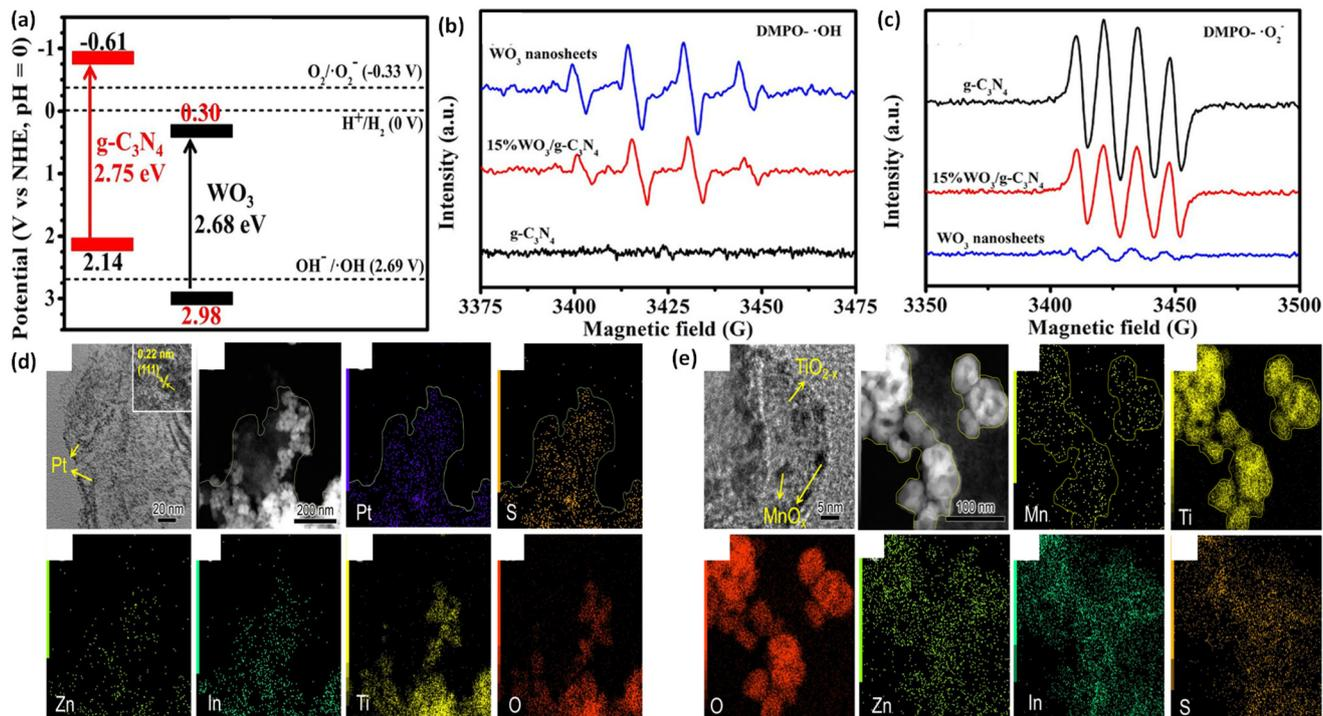 (a)
Potential (V vs NHE, pH = 0)
-1
0
1
2
3
-0.61
O₂/·O₂⁻ (-0.33 V)
0.30
H⁺/H₂ (0 V)
g-C₃N₄
2.75 eV
WO₃
2.68 eV
2.14
OH⁻/·OH (2.69 V)
2.98
(b)
DMPO- ·OH
Intensity (a.u.)
WO₃ nanosheets
15%WO₃/g-C₃N₄
g-C₃N₄
3375 3400 3425 3450 3475
Magnetic field (G)
(c)
DMPO- ·O₂⁻
Intensity (a.u.)
g-C₃N₄
15%WO₃/g-C₃N₄
WO₃ nanosheets
3350 3400 3450 3500
Magnetic field (G)
(d)
0.22 nm
(111)
Pt
20 nm
200 nm
Pt
S
Zn
In
Ti
O
(e)
TiO₂₋ₓ
MnOₓ
5 nm
100 nm
Mn
Ti
O
Zn
In
S